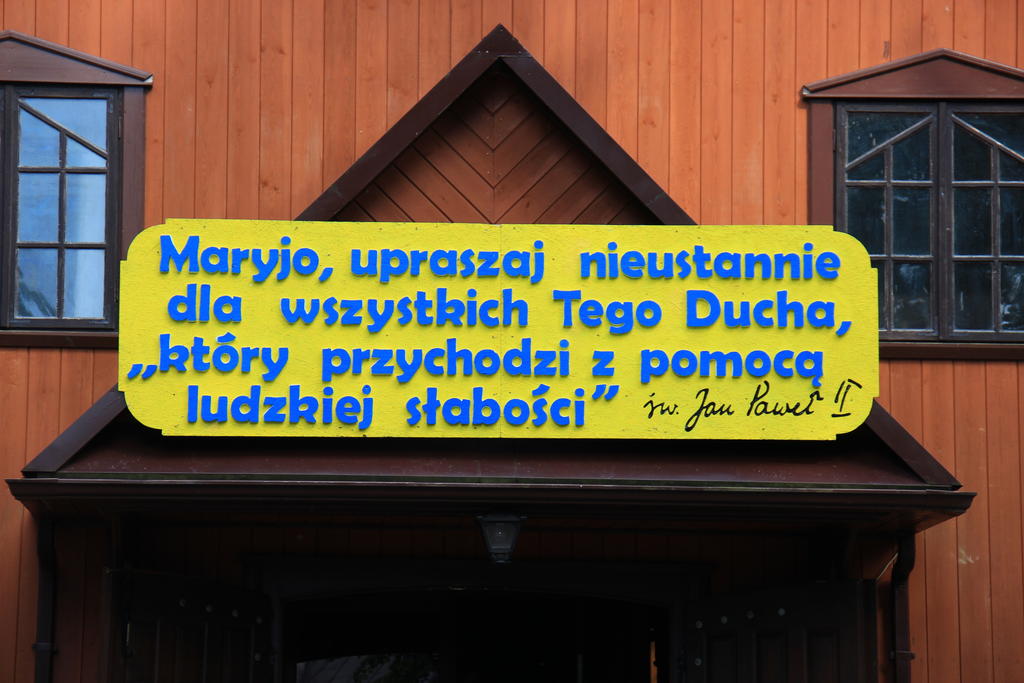 Maryjo, upraszaj nieustannie
dla wszystkich Tego Ducha,
„który przychodzi z pomocą
ludzkiej słabości” św. Jan Paweł II